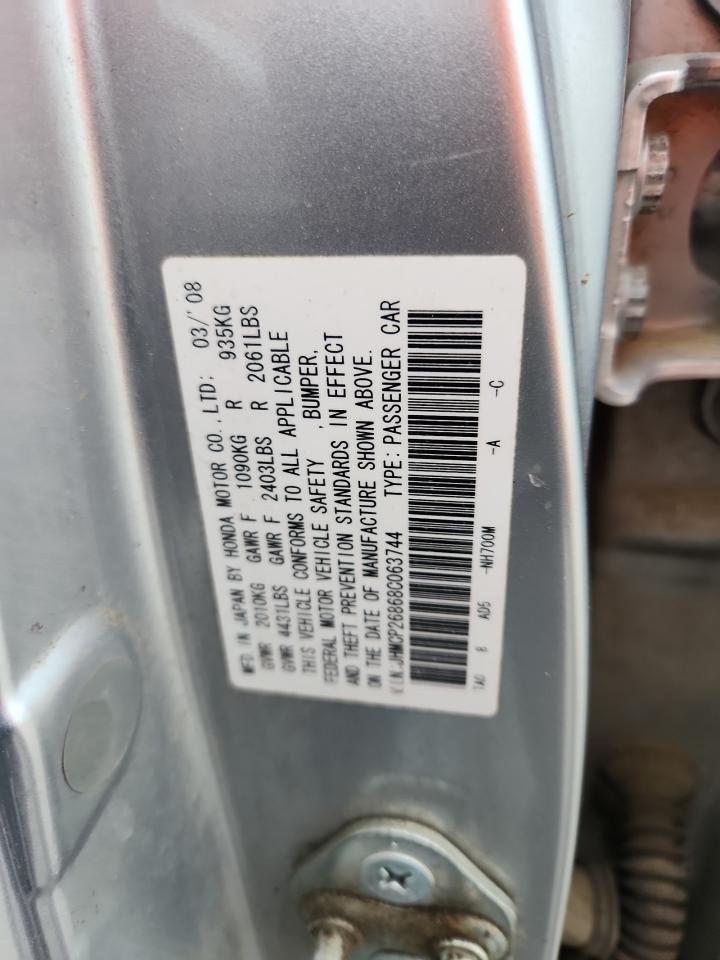 MFD. IN JAPAN BY HONDA MOTOR CO., LTD; 03/'08
GVWR 2010KG GAWR F 1090KG R 935KG
GVWR 4431LBS GAWR F 2403LBS R 2061LBS
THIS VEHICLE CONFORMS TO ALL APPLICABLE
FEDERAL MOTOR VEHICLE SAFETY ,BUMPER,
AND THEFT PREVENTION STANDARDS IN EFFECT
ON THE DATE OF MANUFACTURE SHOWN ABOVE.
V.I.N:JHMCP26868C063744 TYPE:PASSENGER CAR
TA0 8 AD5 -NH700M -A -C